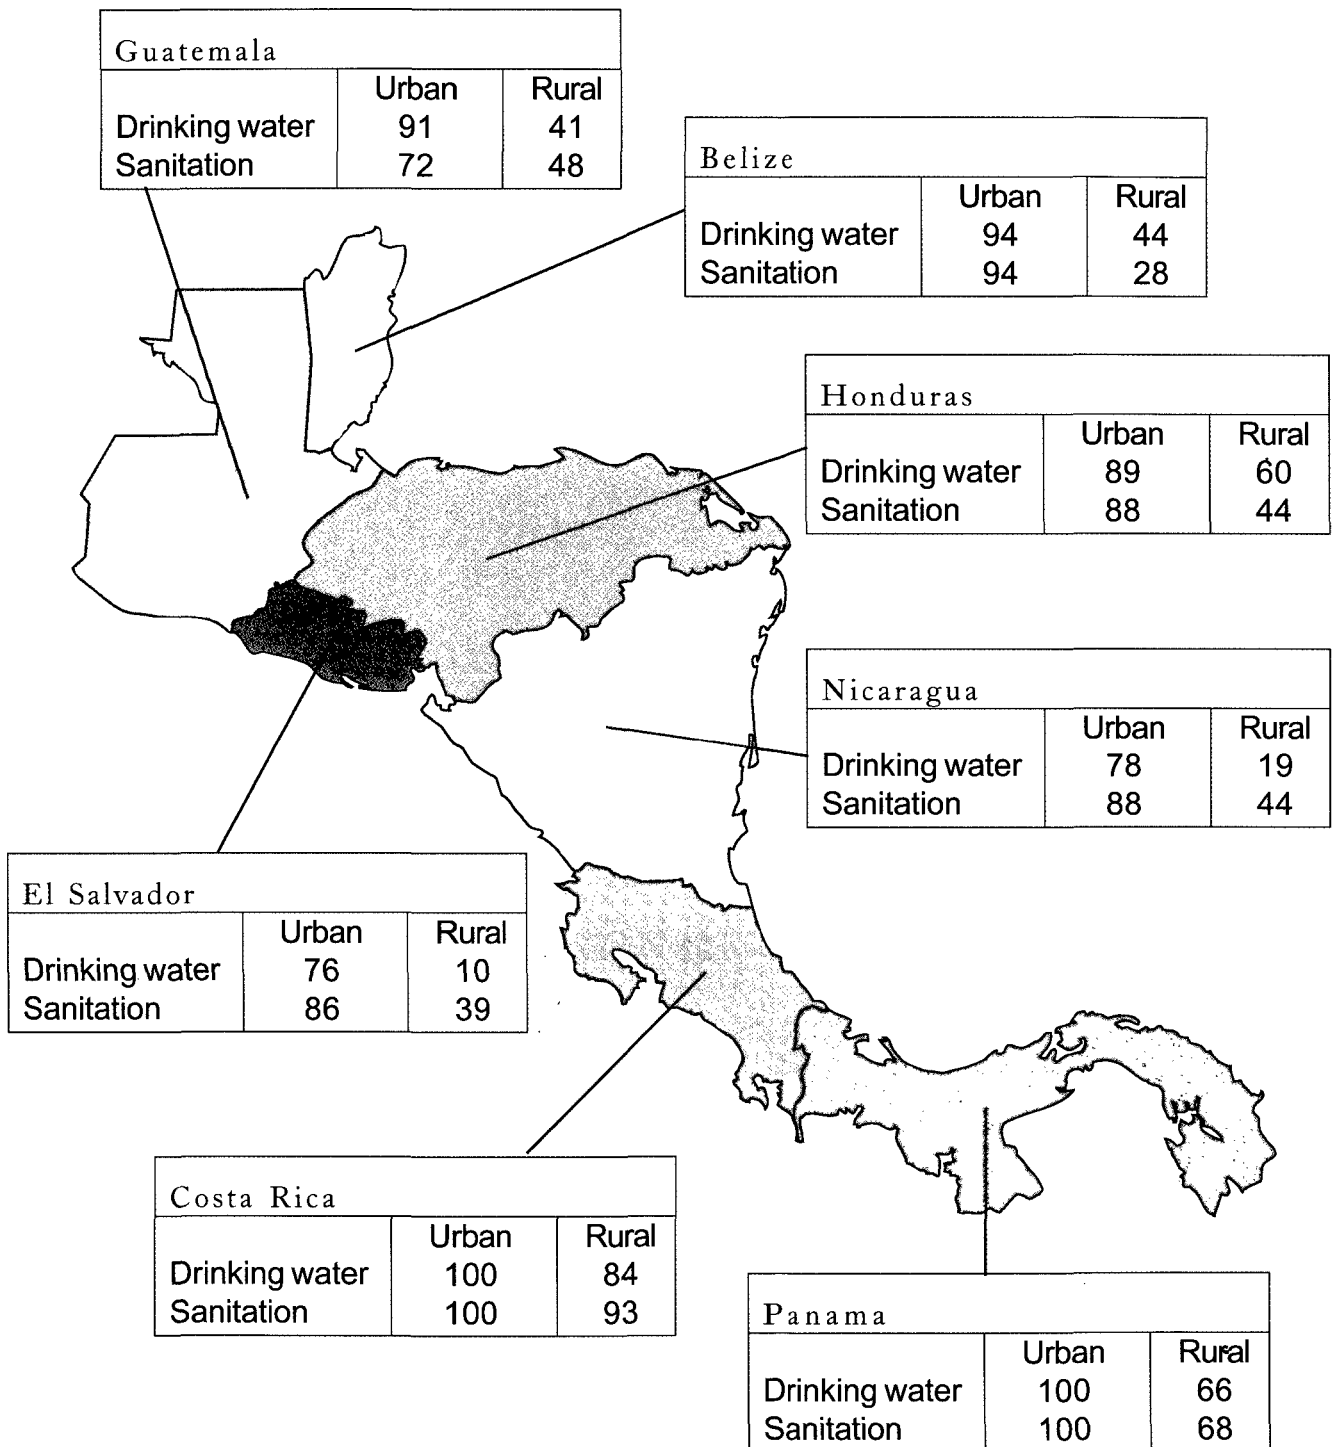 Guatemala
Urban Rural
Drinking water 91 41
Sanitation 72 48
Belize
Urban Rural
Drinking water 94 44
Sanitation 94 28
Honduras
Urban Rural
Drinking water 89 60
Sanitation 88 44
Nicaragua
Urban Rural
Drinking water 78 19
Sanitation 88 44
El Salvador
Urban Rural
Drinking water 76 10
Sanitation 86 39
Costa Rica
Urban Rural
Drinking water 100 84
Sanitation 100 93
Panama
Urban Rural
Drinking water 100 66
Sanitation 100 68